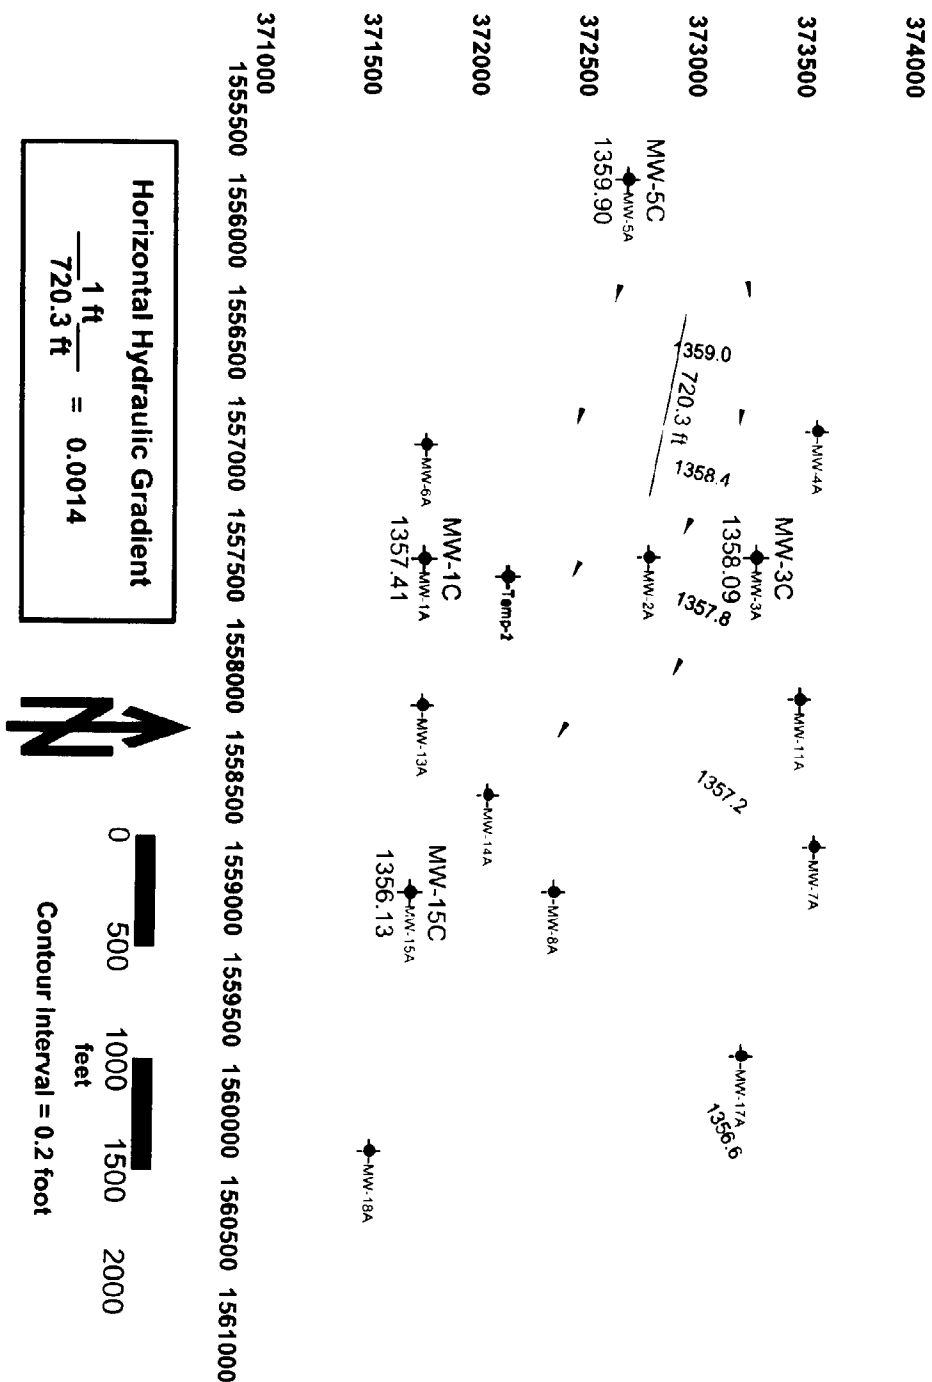 374000
373500
373000
372500
372000
371500
371000
1555500 1556000 1556500 1557000 1557500 1558000 1558500 1559000 1559500 1560000 1560500 1561000
MW-5C
MW-5A
1359.90
MW-4A
1359.0
720.3 ft
1358.4
MW-3C
MW-3A
1358.09
MW-2A
1357.8
Temp-2
MW-6A
MW-1C
MW-1A
1357.41
MW-11A
MW-7A
1357.2
MW-13A
MW-14A
MW-8A
MW-15C
MW-15A
1356.13
MW-17A
1356.6
MW-18A
Horizontal Hydraulic Gradient
1 ft
720.3 ft
= 0.0014
N
0 500 1000 1500 2000
feet
Contour Interval = 0.2 foot